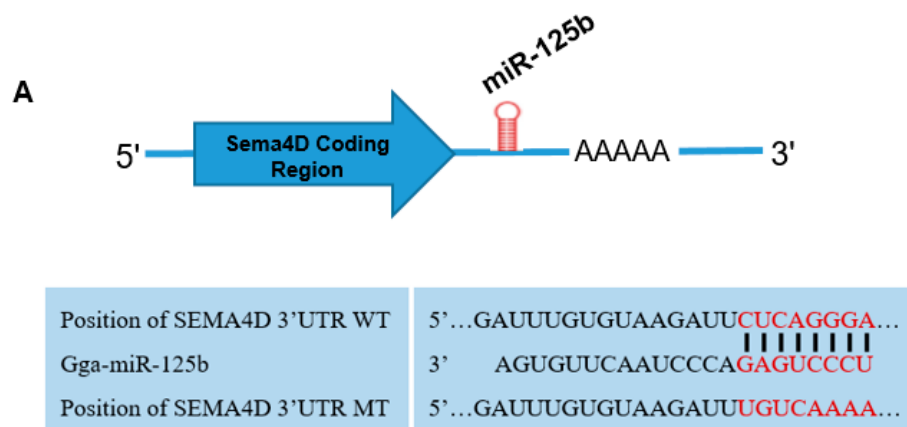 A
miR-125b
5' Sema4D Coding Region AAAAA 3'
Position of SEMA4D 3'UTR WT 5'…GAUUUGUGUAAGAUUCUCAGGGA…
Gga-miR-125b 3' AGUGUUCAAUCCCAGAGUCCCU
Position of SEMA4D 3'UTR MT 5'…GAUUUGUGUAAGAUUUGUCAAAA…